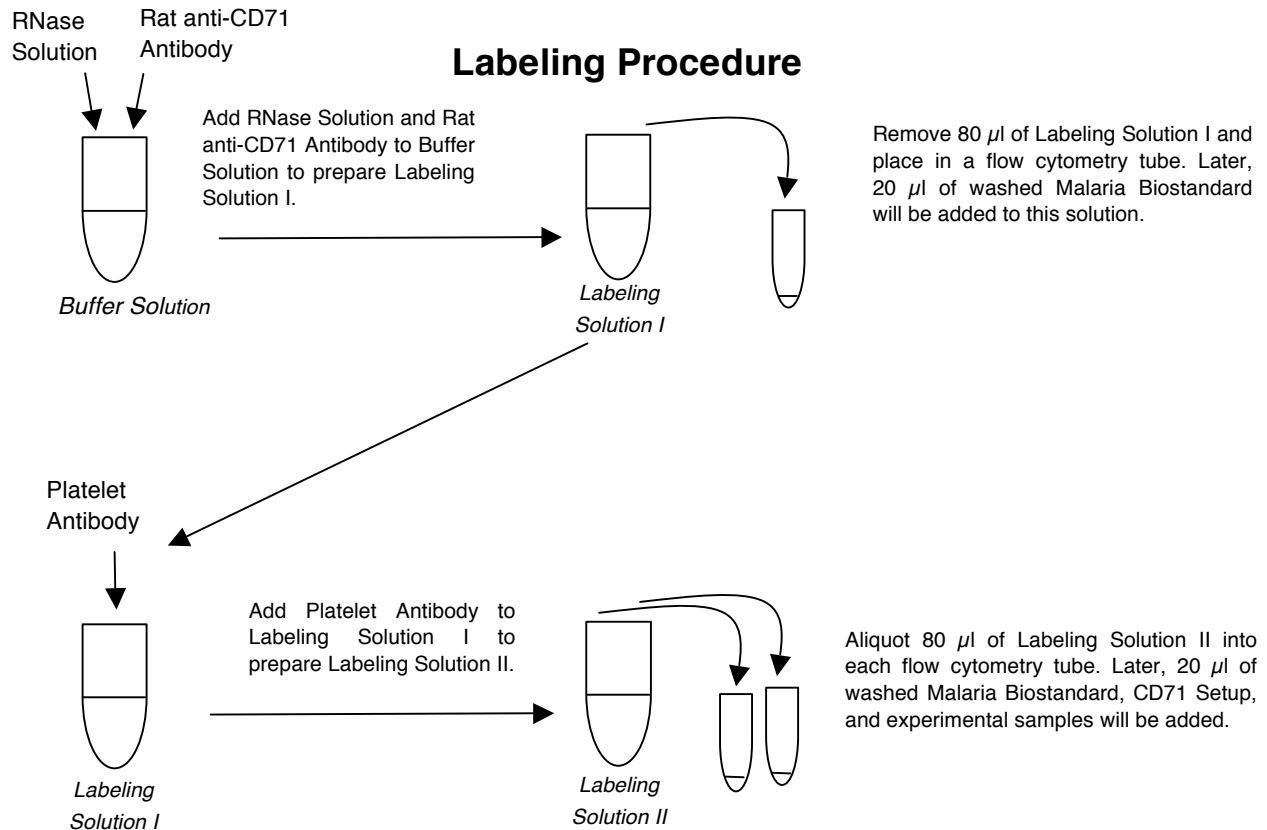 RNase
Solution
Rat anti-CD71
Antibody
Labeling Procedure
Add RNase Solution and Rat
anti-CD71 Antibody to Buffer
Solution to prepare Labeling
Solution I.
Remove 80 µl of Labeling Solution I and
place in a flow cytometry tube. Later,
20 µl of washed Malaria Biostandard
will be added to this solution.
Buffer Solution
Labeling
Solution I
Platelet
Antibody
Add Platelet Antibody to
Labeling Solution I to
prepare Labeling Solution II.
Aliquot 80 µl of Labeling Solution II into
each flow cytometry tube. Later, 20 µl of
washed Malaria Biostandard, CD71 Setup,
and experimental samples will be added.
Labeling
Solution I
Labeling
Solution II